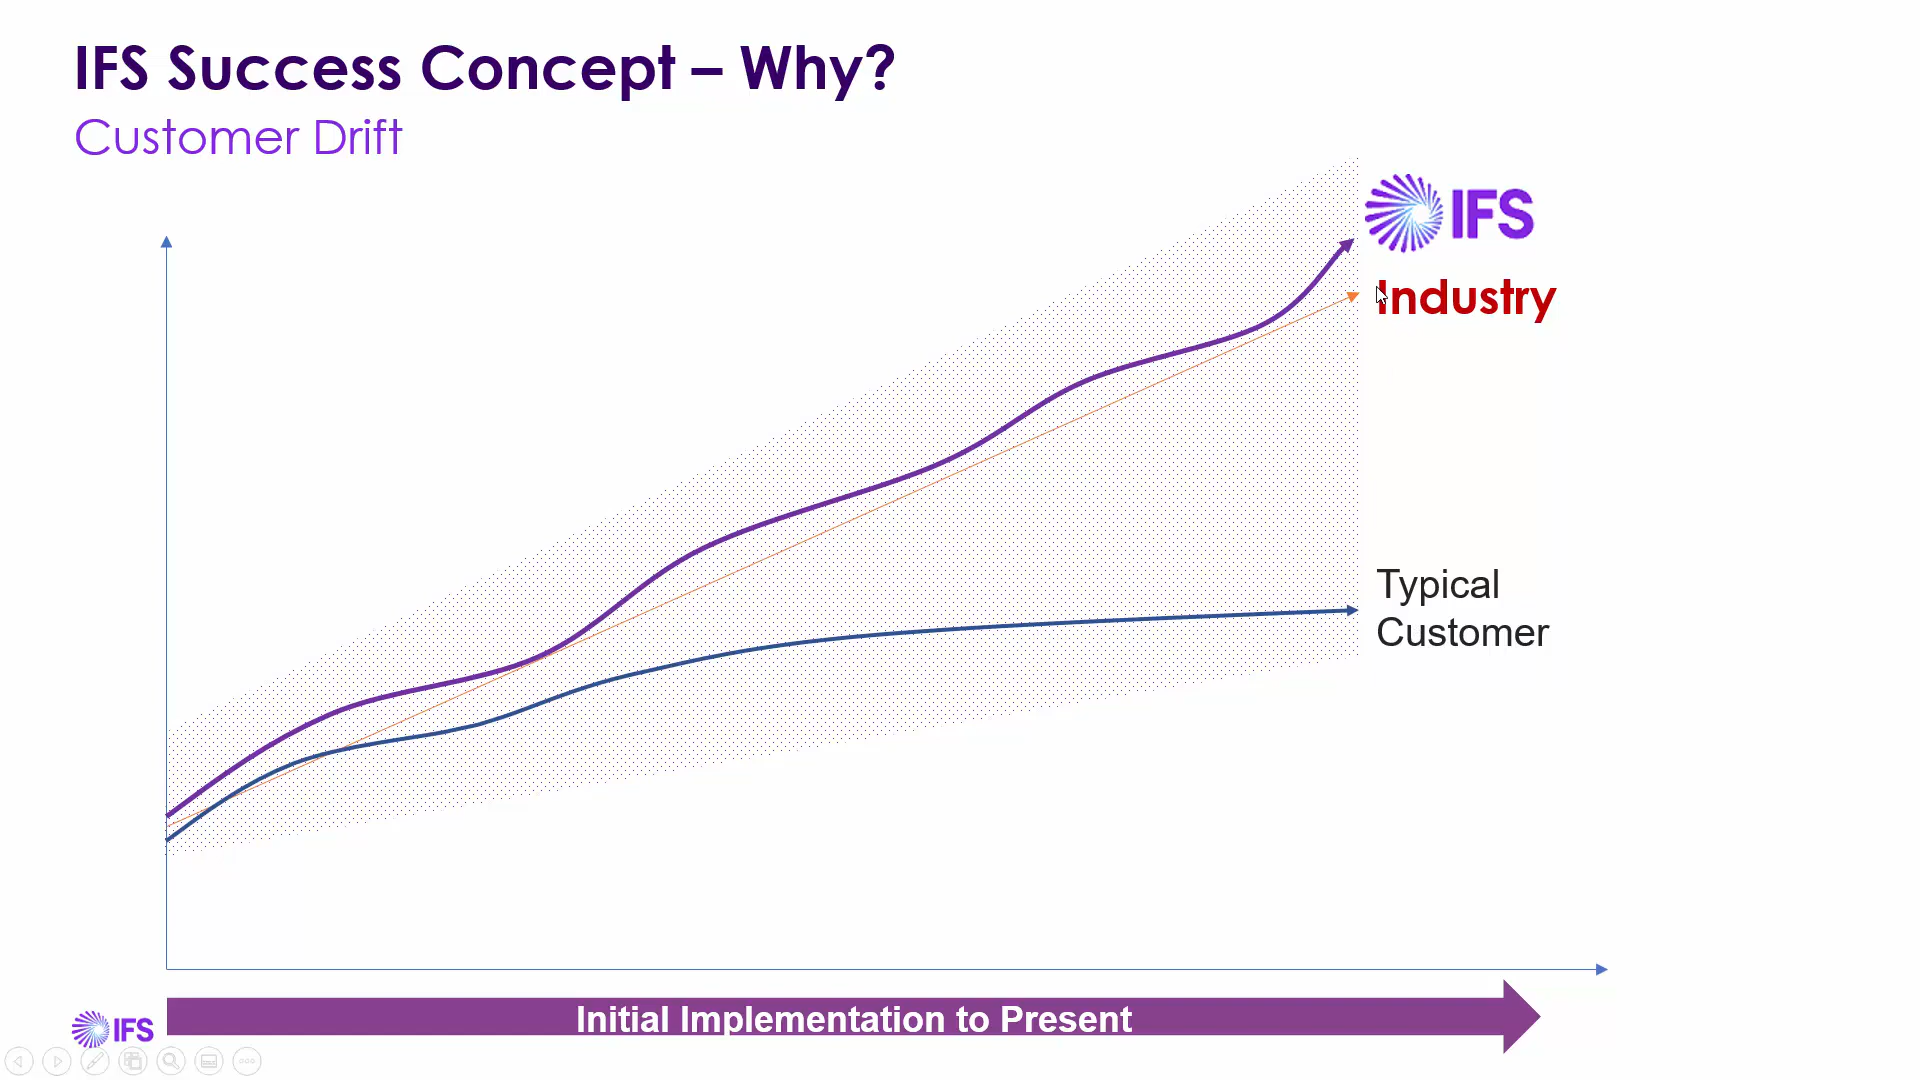 IFS Success Concept – Why?
Customer Drift
IFS
Industry
Typical
Customer
Initial Implementation to Present
IFS